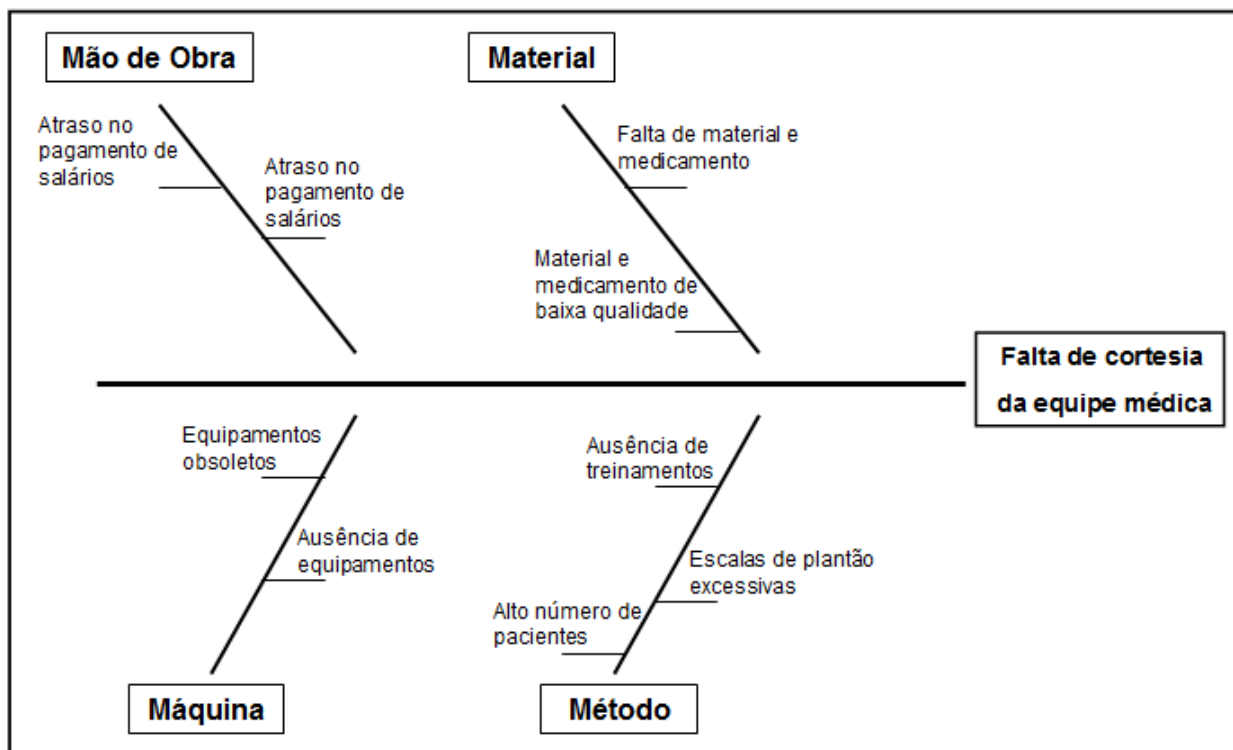 Mão de Obra
Material
Atraso no
pagamento de
salários
Atraso no
pagamento de
salários
Falta de material e
medicamento
Material e
medicamento de
baixa qualidade
Falta de cortesia
da equipe médica
Equipamentos
obsoletos
Ausência de
equipamentos
Ausência de
treinamentos
Escalas de plantão
excessivas
Alto número de
pacientes
Máquina
Método